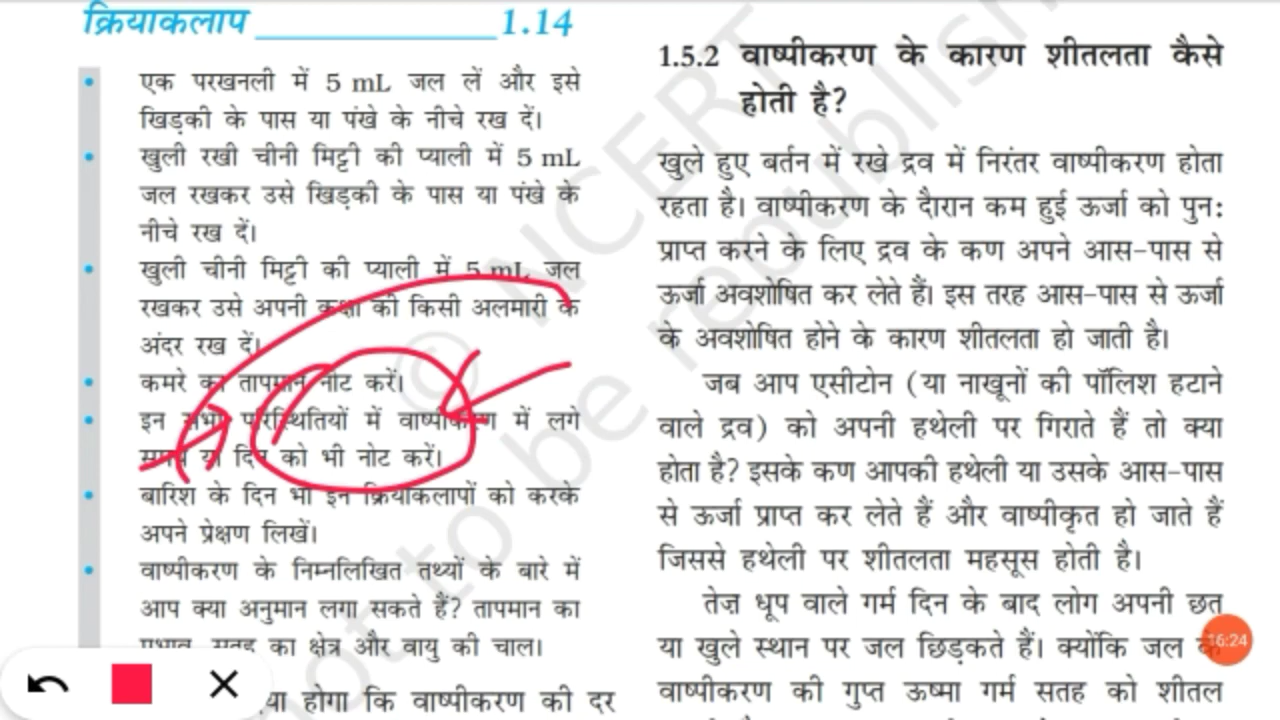 क्रियाकलाप 1.14
• एक परखनली में 5 mL जल लें और इसे
खिड़की के पास या पंखे के नीचे रख दें।
• खुली रखी चीनी मिट्टी की प्याली में 5 mL
जल रखकर उसे खिड़की के पास या पंखे के
नीचे रख दें।
• खुली चीनी मिट्टी की प्याली में 5 mL जल
रखकर उसे अपनी कक्षा की किसी अलमारी के
अंदर रख दें।
• कमरे का तापमान नोट करें।
• इन सभी परिस्थितियों में वाष्पीकरण में लगे
समय या दिन को भी नोट करें।
• बारिश के दिन भी इन क्रियाकलापों को करके
अपने प्रेक्षण लिखें।
• वाष्पीकरण के निम्नलिखित तथ्यों के बारे में
आप क्या अनुमान लगा सकते हैं? तापमान का
प्रभाव, सतह का क्षेत्र और वायु की चाल।
होगा कि वाष्पीकरण की दर
1.5.2 वाष्पीकरण के कारण शीतलता कैसे
होती है?
खुले हुए बर्तन में रखे द्रव में निरंतर वाष्पीकरण होता
रहता है। वाष्पीकरण के दौरान कम हुई ऊर्जा को पुन:
प्राप्त करने के लिए द्रव के कण अपने आस-पास से
ऊर्जा अवशोषित कर लेते हैं। इस तरह आस-पास से ऊर्जा
के अवशोषित होने के कारण शीतलता हो जाती है।
जब आप एसीटोन (या नाखूनों की पॉलिश हटाने
वाले द्रव) को अपनी हथेली पर गिराते हैं तो क्या
होता है? इसके कण आपकी हथेली या उसके आस-पास
से ऊर्जा प्राप्त कर लेते हैं और वाष्पीकृत हो जाते हैं
जिससे हथेली पर शीतलता महसूस होती है।
तेज़ धूप वाले गर्म दिन के बाद लोग अपनी छत
या खुले स्थान पर जल छिड़कते हैं। क्योंकि जल के
वाष्पीकरण की गुप्त ऊष्मा गर्म सतह को शीतल
16:24
© NCERT
not to be republish